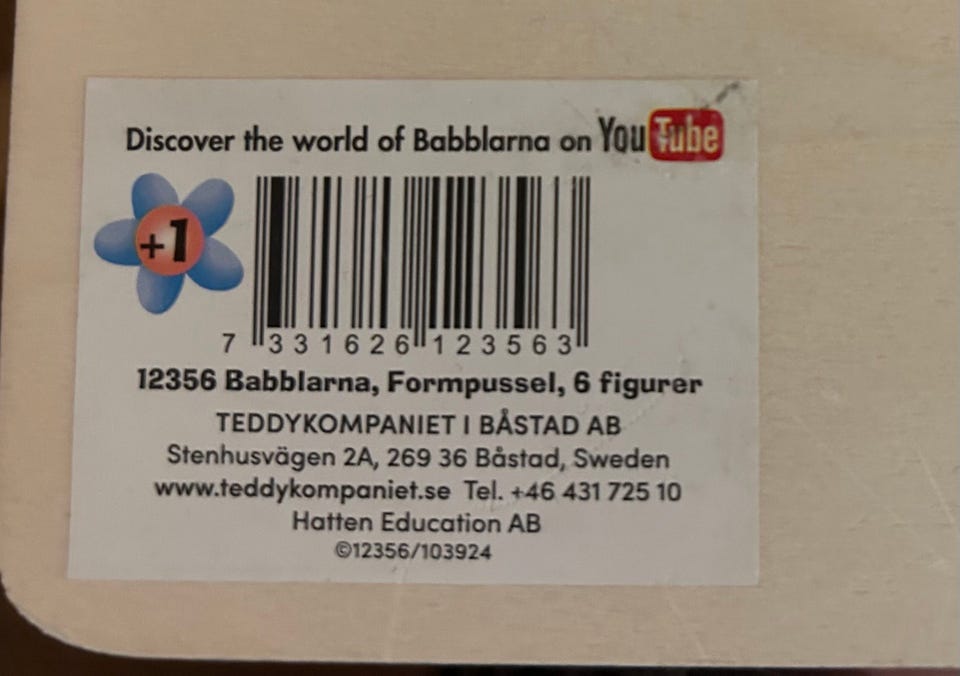 Discover the world of Babblarna on YouTube
+1
7 331626 123563
12356 Babblarna, Formpussel, 6 figurer
TEDDYKOMPANIET I BÅSTAD AB
Stenhusvägen 2A, 269 36 Båstad, Sweden
www.teddykompaniet.se Tel. +46 431 725 10
Hatten Education AB
©12356/103924